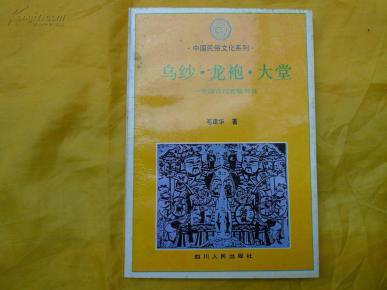 ·中国民俗文化系列·
乌纱·龙袍·大堂
毛建华 著
四川人民出版社